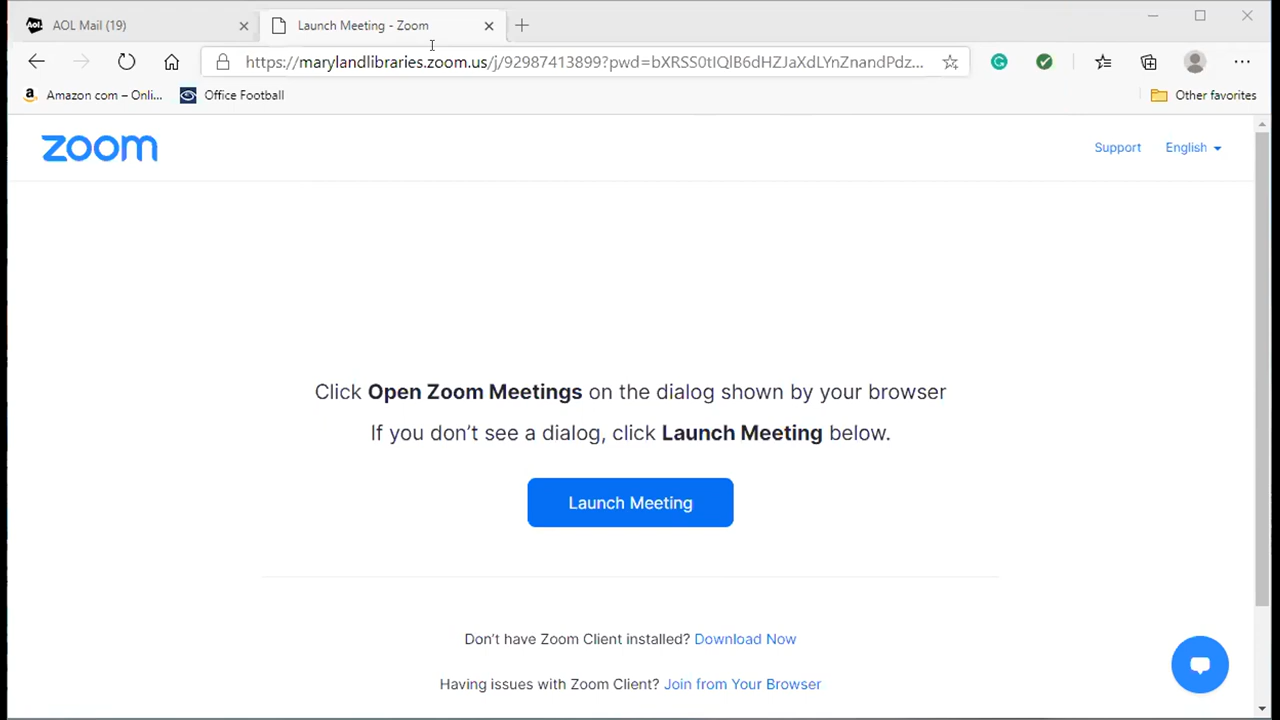 AOL Mail (19)
Launch Meeting - Zoom
https://marylandlibraries.zoom.us/j/92987413899?pwd=bXRSS0tIQlB6dHZJaXdLYnZnandPdz...
Amazon com – Onli...
Office Football
Other favorites
zoom
Support
English
Click Open Zoom Meetings on the dialog shown by your browser
If you don’t see a dialog, click Launch Meeting below.
Launch Meeting
Don’t have Zoom Client installed? Download Now
Having issues with Zoom Client? Join from Your Browser